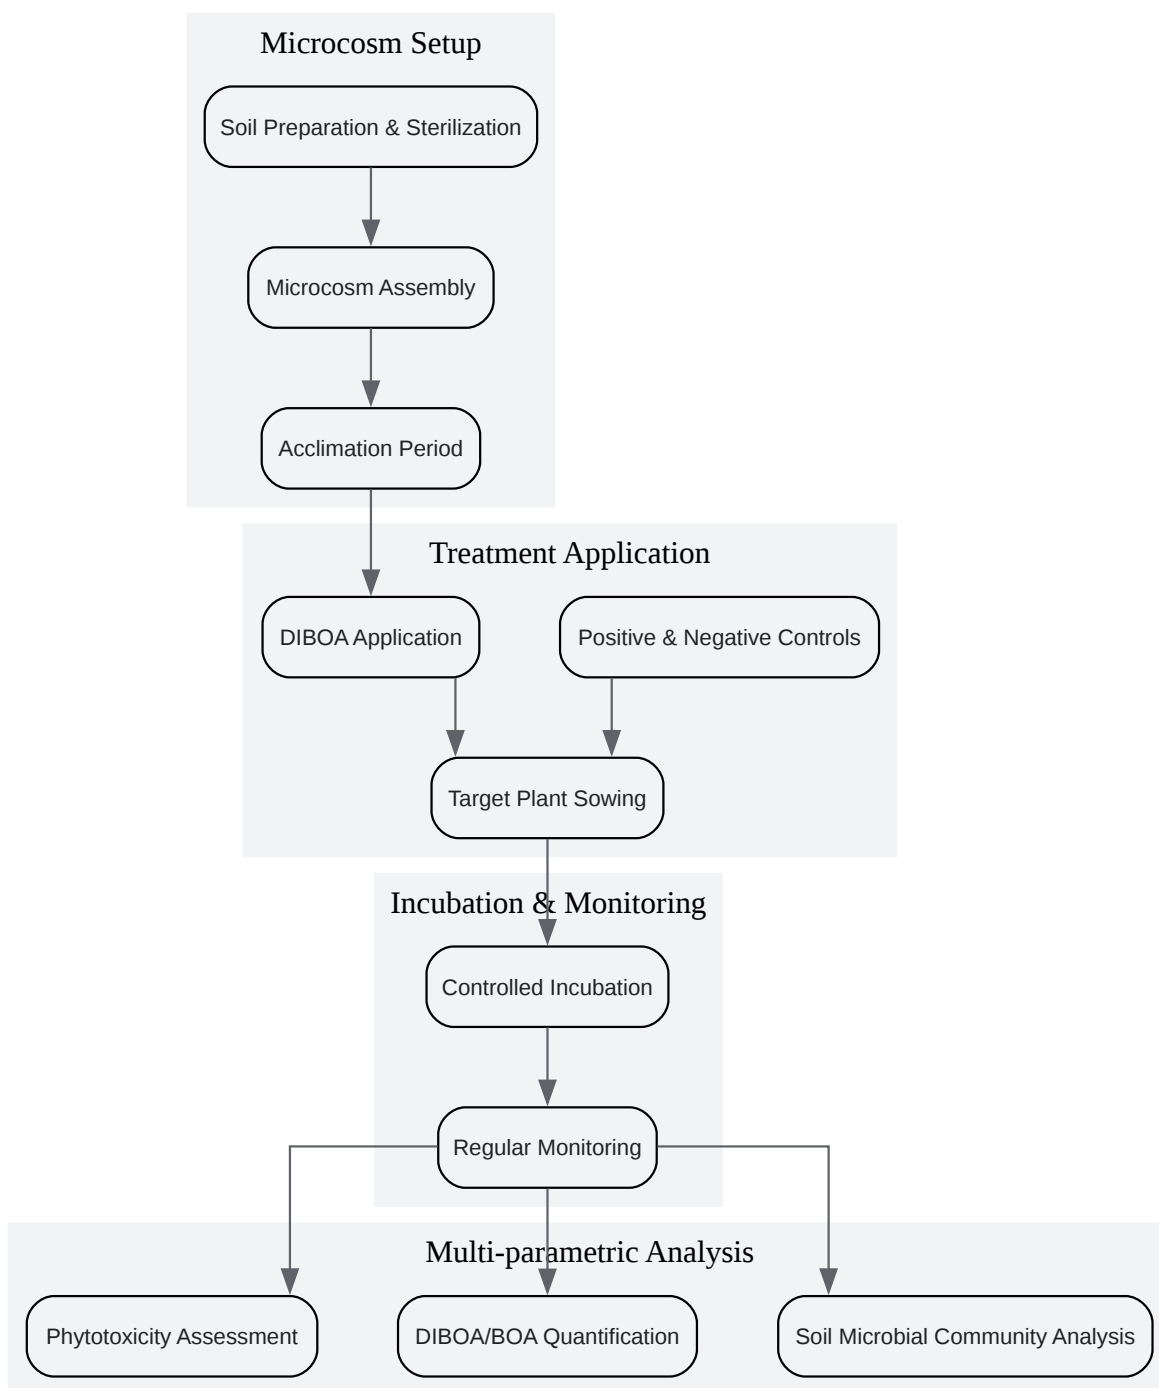 Microcosm Setup
Soil Preparation & Sterilization
Microcosm Assembly
Acclimation Period
Treatment Application
DIBOA Application
Positive & Negative Controls
Target Plant Sowing
Incubation & Monitoring
Controlled Incubation
Regular Monitoring
Multi-parametric Analysis
Phytotoxicity Assessment
DIBOA/BOA Quantification
Soil Microbial Community Analysis